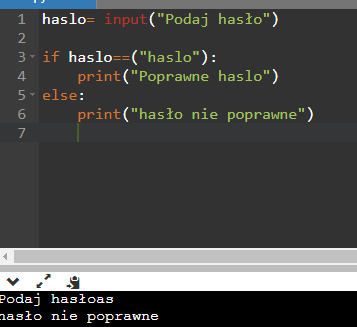 1 haslo= input("Podaj hasło")
2
3 if haslo==("haslo"):
4 print("Poprawne haslo")
5 else:
6 print("hasło nie poprawne")
7
Podaj hasłoas
hasło nie poprawne